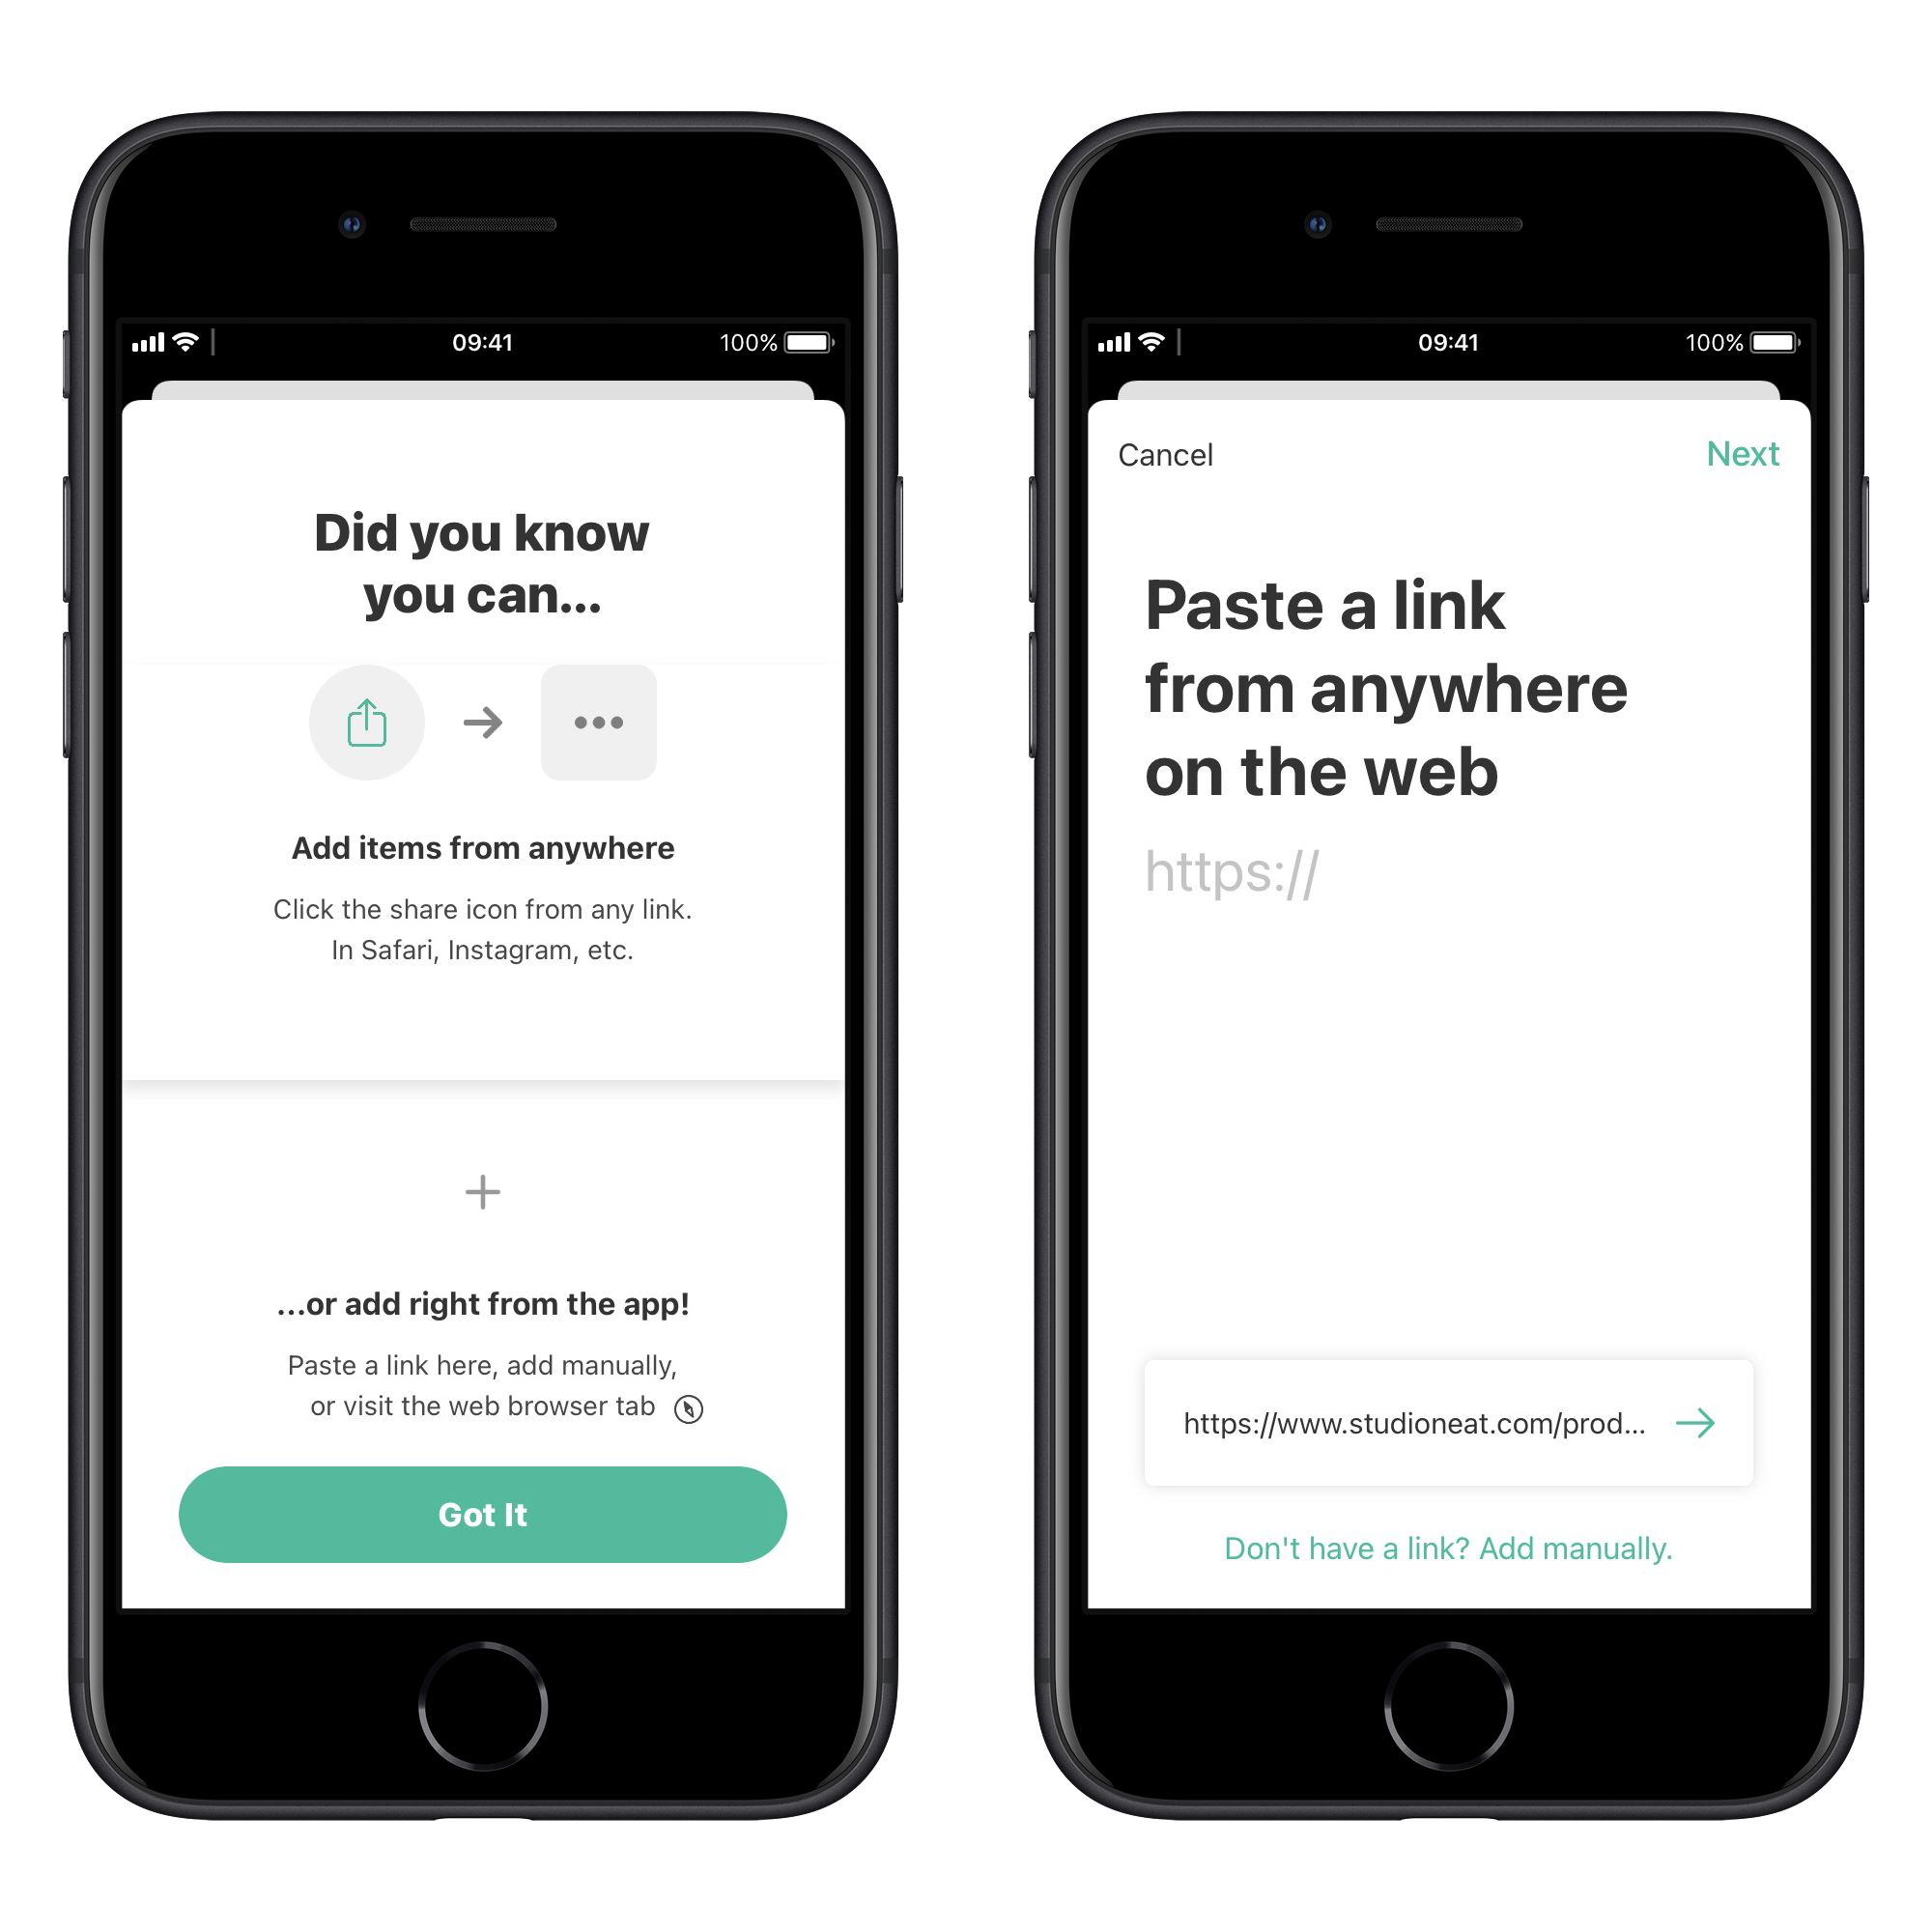 09:41
100%
Did you know
you can...
Add items from anywhere
Click the share icon from any link.
In Safari, Instagram, etc.
...or add right from the app!
Paste a link here, add manually,
or visit the web browser tab
Got It
09:41
100%
Cancel
Next
Paste a link
from anywhere
on the web
https://
https://www.studioneat.com/prod...
Don't have a link? Add manually.